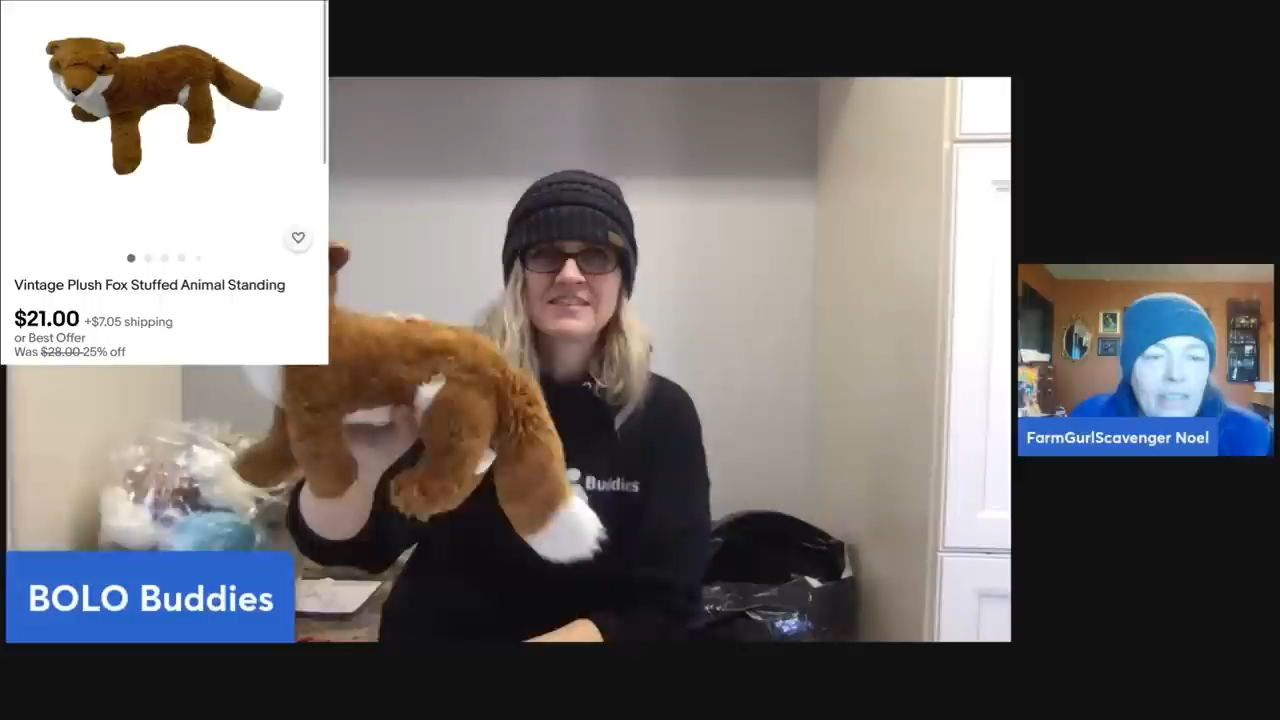 Vintage Plush Fox Stuffed Animal Standing
$21.00 +$7.05 shipping
or Best Offer
Was $28.00 25% off
Buddies
FarmGurlScavenger Noel
BOLO Buddies